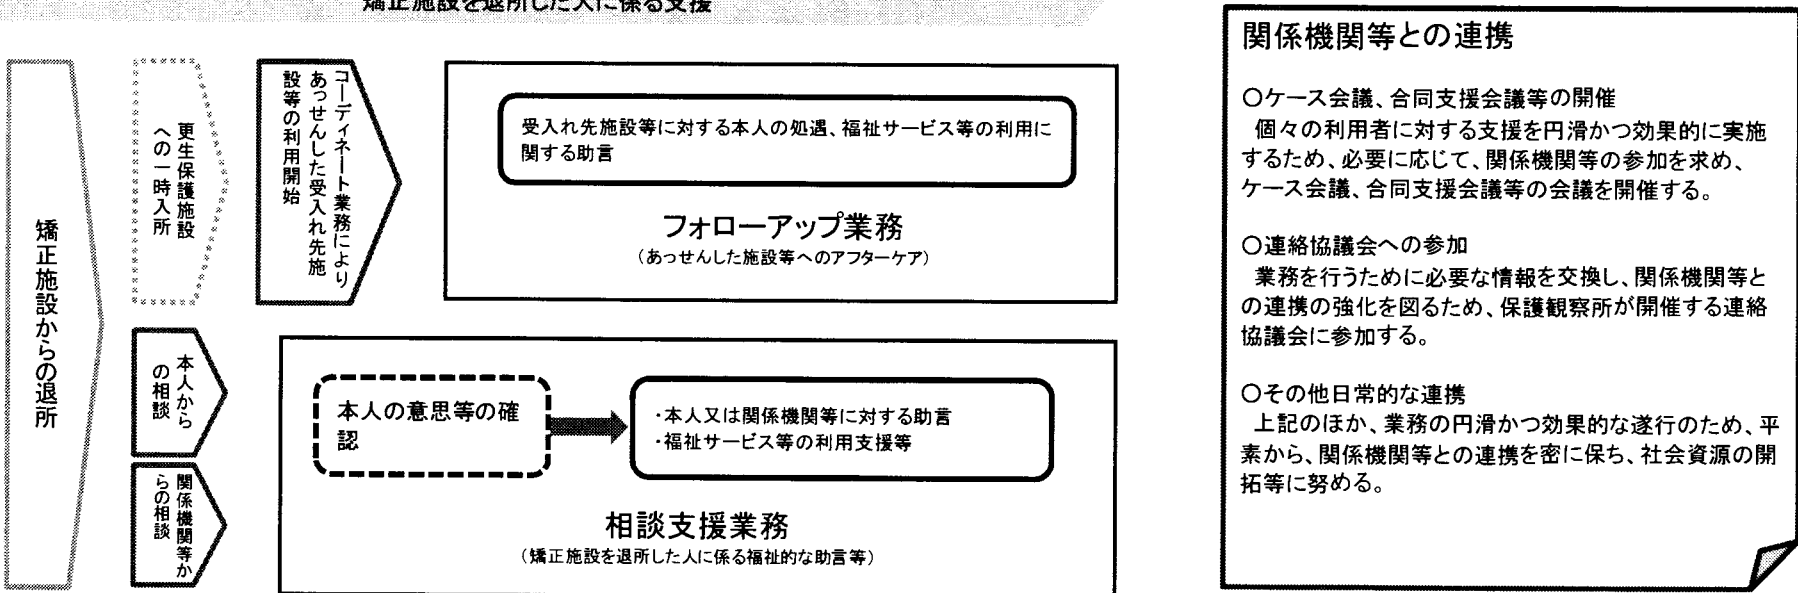 矯正施設を退所した人に係る支援
矯正施設からの退所
更生保護施設
への一時入所
コーディネート業務により
あっせんした受入れ先施
設等の利用開始
受入れ先施設等に対する本人の処遇、福祉サービス等の利用に
関する助言
フォローアップ業務
(あっせんした施設等へのアフターケア)
本人から
の相談
関係機関等か
らの相談
本人の意思等の確
認
・本人又は関係機関等に対する助言
・福祉サービス等の利用支援等
相談支援業務
(矯正施設を退所した人に係る福祉的な助言等)
関係機関等との連携
○ケース会議、合同支援会議等の開催
個々の利用者に対する支援を円滑かつ効果的に実施
するため、必要に応じて、関係機関等の参加を求め、
ケース会議、合同支援会議等の会議を開催する。
○連絡協議会への参加
業務を行うために必要な情報を交換し、関係機関等と
の連携の強化を図るため、保護観察所が開催する連絡
協議会に参加する。
○その他日常的な連携
上記のほか、業務の円滑かつ効果的な遂行のため、平
素から、関係機関等との連携を密に保ち、社会資源の開
拓等に努める。